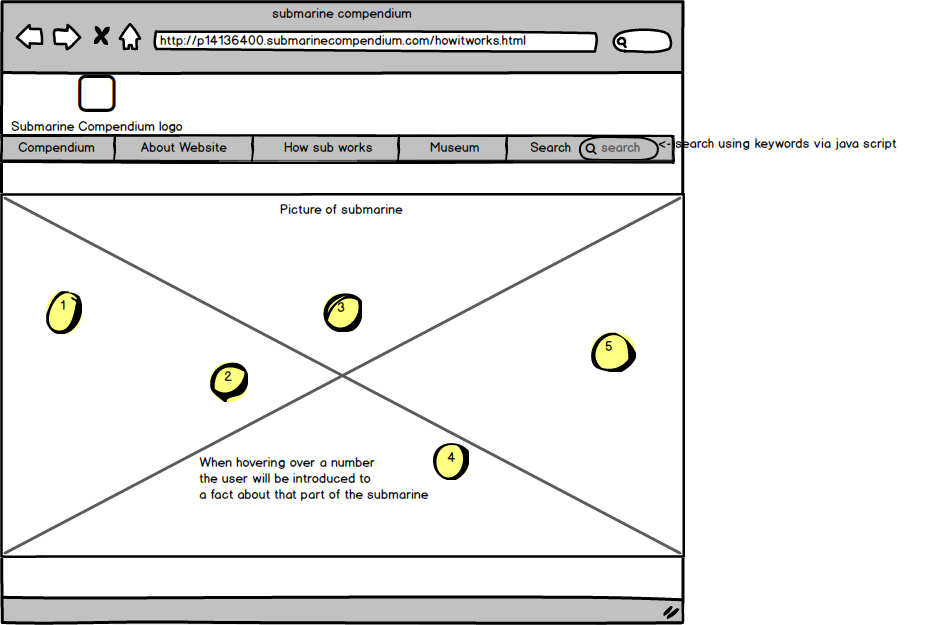 submarine compendium
http://p14136400.submarinecompendium.com/howitworks.html
Submarine Compendium logo
Compendium About Website How sub works Museum Search search <- search using keywords via java script
Picture of submarine
1
3
5
2
4
When hovering over a number
the user will be introduced to
a fact about that part of the submarine